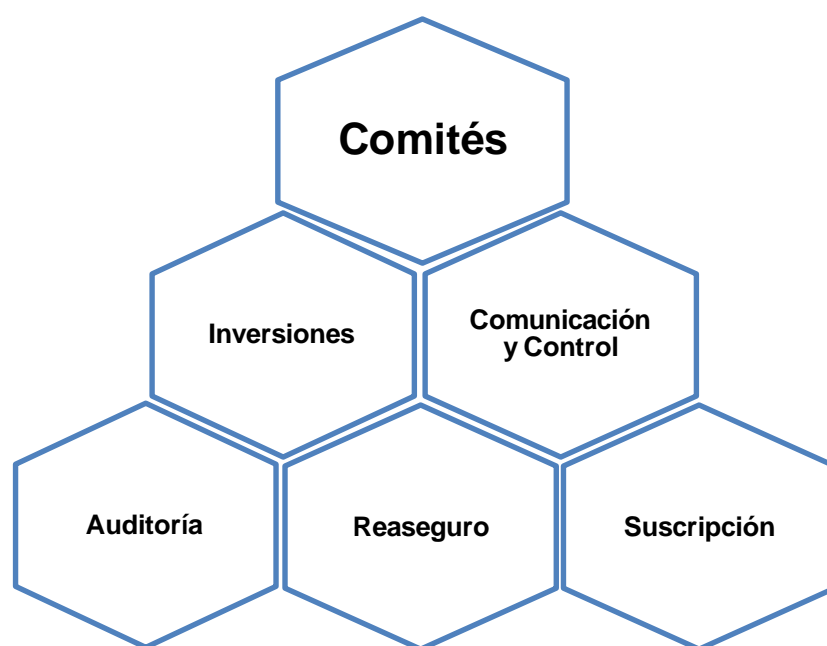 Comités
Inversiones
Comunicación
y Control
Auditoría
Reaseguro
Suscripción